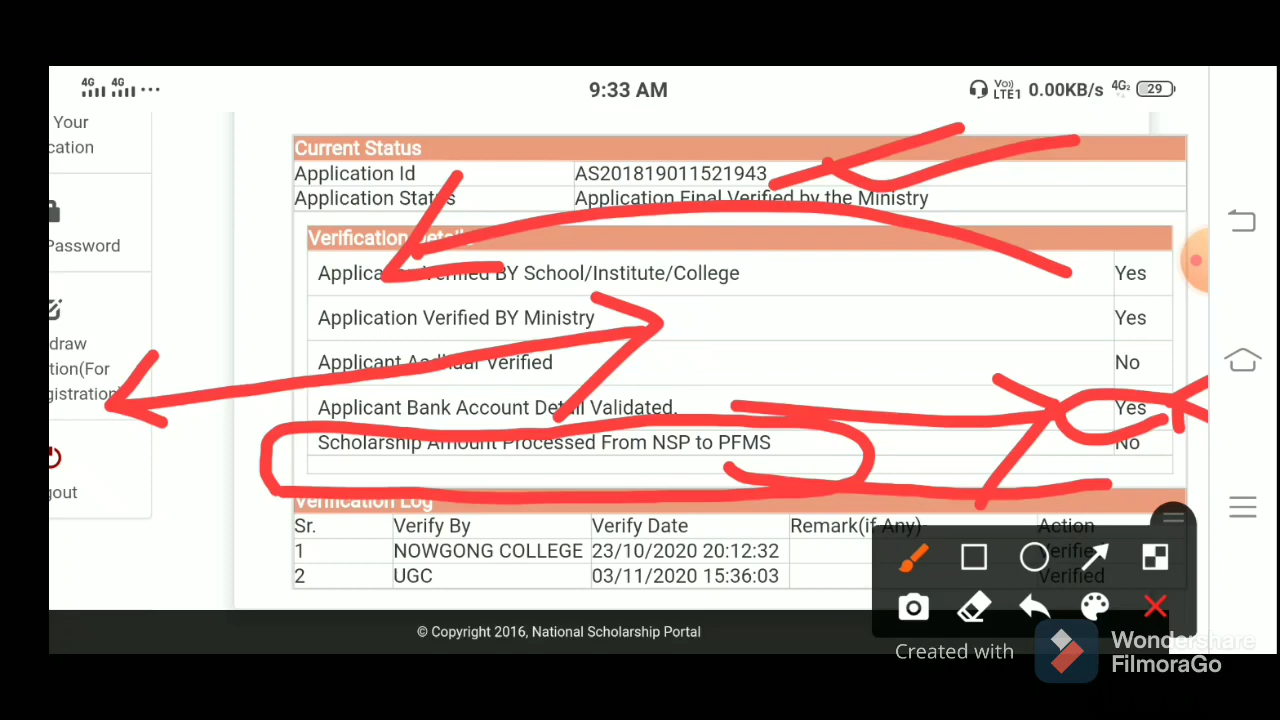 4G 4G ... 9:33 AM Vo)) LTE1 0.00KB/s 4G2 29
Your
cation
Password
draw
tion(For
gistration)
gout
Current Status
Application Id AS201819011521943
Application Status Application Final Verified by the Ministry
Verification Details
Application Verified BY School/Institute/College Yes
Application Verified BY Ministry Yes
Applicant Aadhaar Verified No
Applicant Bank Account Detail Validated. Yes
Scholarship Amount Processed From NSP to PFMS No
Verification Log
Sr. Verify By Verify Date Remark(if Any) Action
1 NOWGONG COLLEGE 23/10/2020 20:12:32 Verified
2 UGC 03/11/2020 15:36:03 Verified
© Copyright 2016, National Scholarship Portal
Created with
Wondershare
FilmoraGo